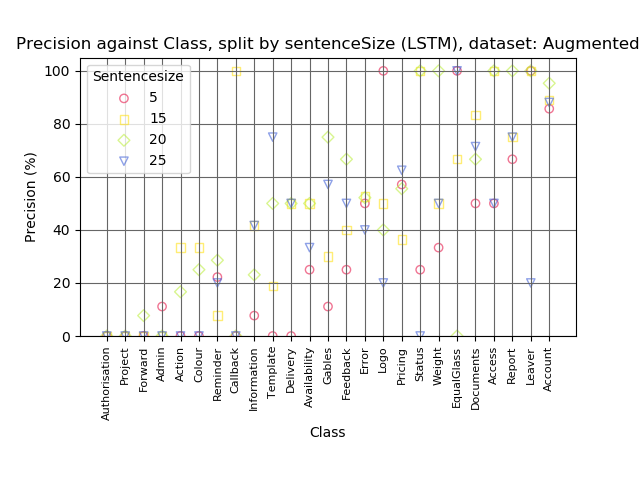 Precision against Class, split by sentenceSize (LSTM), dataset: Augmented
Precision (%)
100
80
60
40
20
0
Sentencesize
5
15
20
25
Authorisation
Project
Forward
Admin
Action
Colour
Reminder
Callback
Information
Template
Delivery
Availability
Gables
Feedback
Error
Logo
Pricing
Status
Weight
EqualGlass
Documents
Access
Report
Leaver
Account
Class